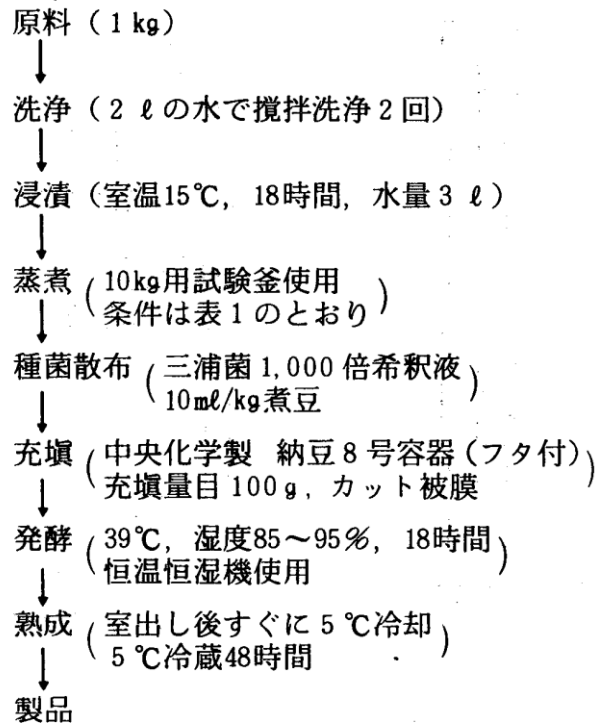 原料（1kg）
↓
洗浄（2ℓの水で撹拌洗浄2回）
↓
浸漬（室温15℃，18時間，水量3ℓ）
↓
蒸煮（10kg用試験釜使用
条件は表1のとおり）
↓
種菌散布（三浦菌1,000倍希釈液
10mℓ/kg煮豆）
↓
充塡（中央化学製 納豆8号容器（フタ付）
充塡量目100g，カット被膜）
↓
発酵（39℃，湿度85～95％，18時間
恒温恒湿機使用）
↓
熟成（室出し後すぐに5℃冷却
5℃冷蔵48時間）
↓
製品